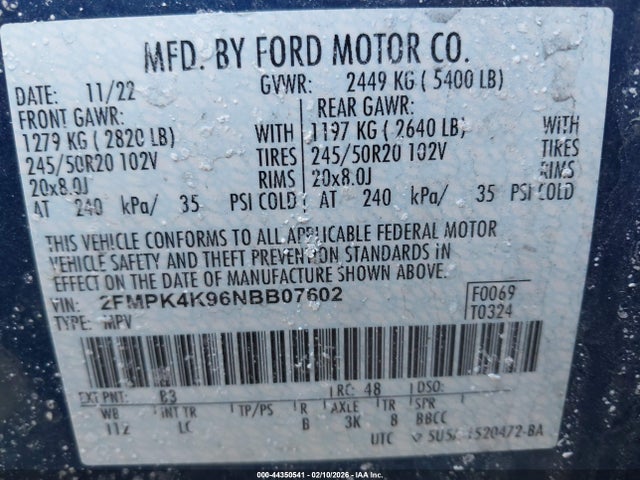 MFD. BY FORD MOTOR CO.
DATE: 11/22 GVWR: 2449 KG ( 5400 LB)
FRONT GAWR: REAR GAWR:
1279 KG ( 2820 LB) WITH 1197 KG ( 2640 LB) WITH
245/50R20 102V TIRES 245/50R20 102V TIRES
20x8.0J RIMS 20x8.0J RIMS
AT 240 kPa/ 35 PSI COLD AT 240 kPa/ 35 PSI COLD
THIS VEHICLE CONFORMS TO ALL APPLICABLE FEDERAL MOTOR
VEHICLE SAFETY AND THEFT PREVENTION STANDARDS IN
EFFECT ON THE DATE OF MANUFACTURE SHOWN ABOVE.
VIN: 2FMPK4K96NBB07602 F0069
TYPE: MPV T0324
EXT PNT: B3 RC: 48 DSO:
WB INT TR TP/PS R AXLE TR SPR
112 LC B 3K 8 BBCC
UTC
000-44350541 - 02/10/2026 - IAA Inc.